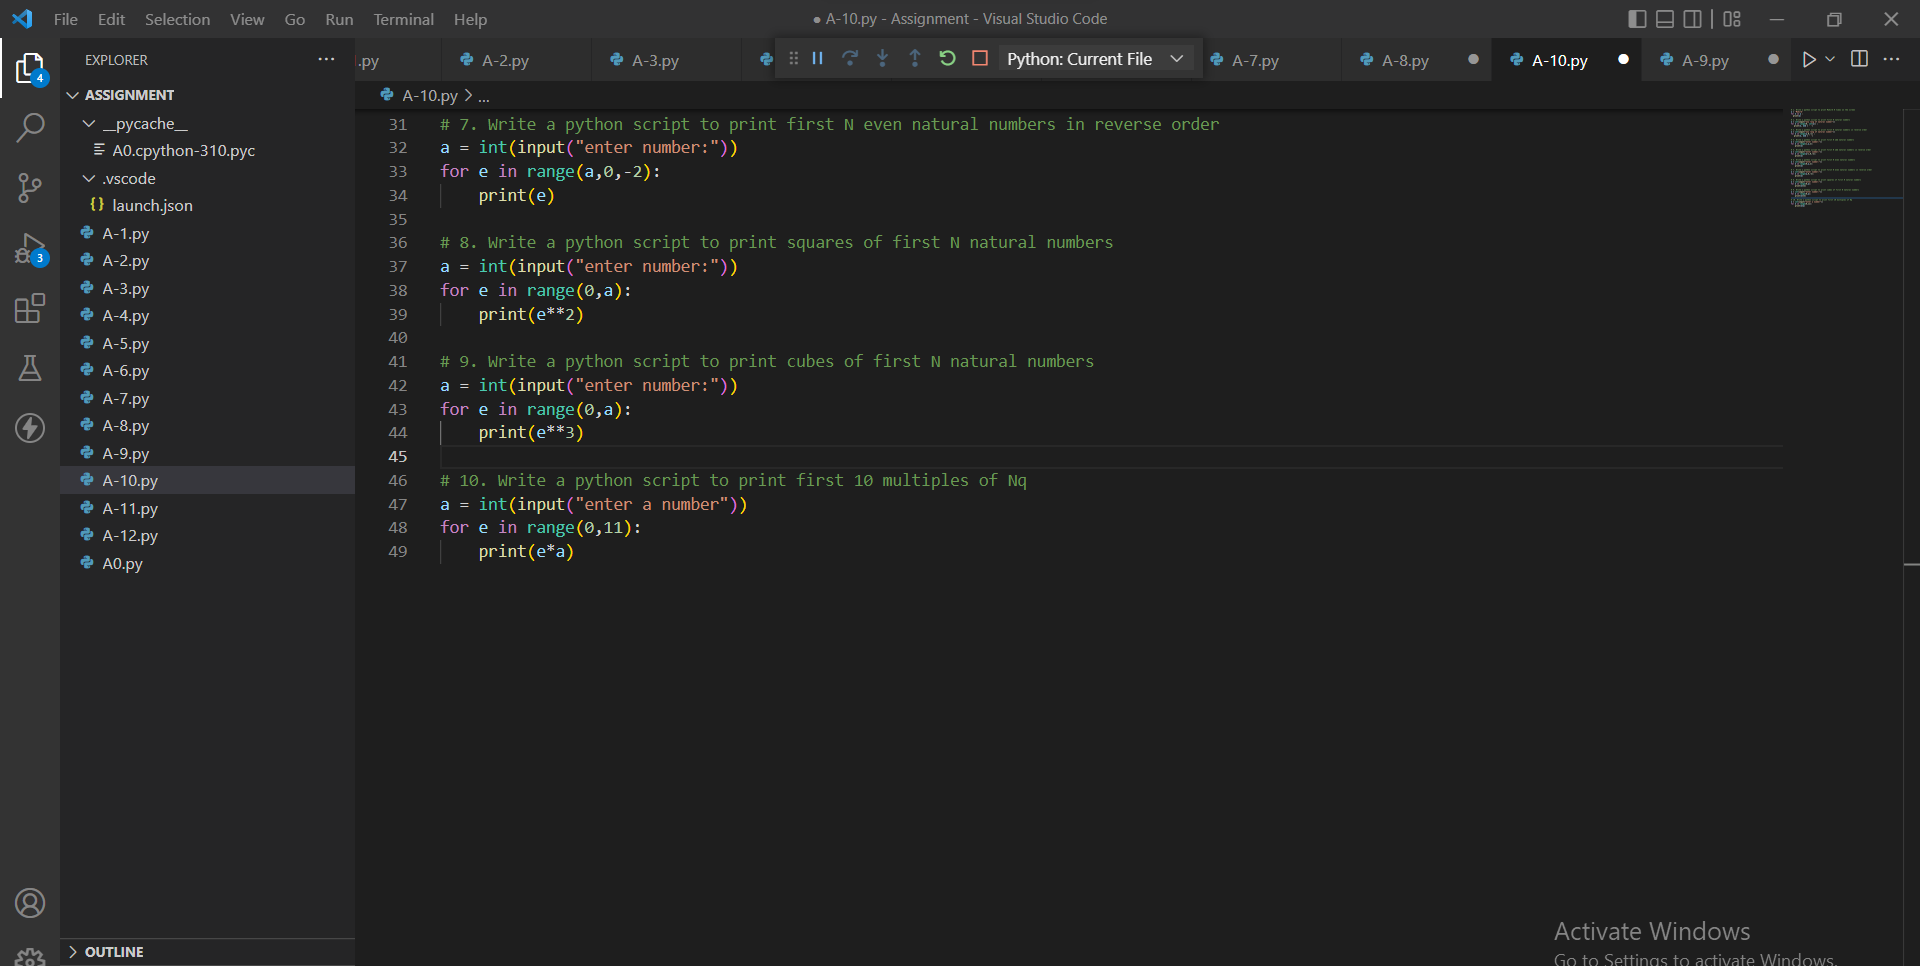 File Edit Selection View Go Run Terminal Help
● A-10.py - Assignment - Visual Studio Code
EXPLORER ...
.py A-2.py A-3.py Python: Current File A-7.py A-8.py A-10.py A-9.py
ASSIGNMENT
__pycache__
A0.cpython-310.pyc
.vscode
{} launch.json
A-1.py
A-2.py
A-3.py
A-4.py
A-5.py
A-6.py
A-7.py
A-8.py
A-9.py
A-10.py
A-11.py
A-12.py
A0.py
OUTLINE
4
3
A-10.py > ...
31 # 7. Write a python script to print first N even natural numbers in reverse order
32 a = int(input("enter number:"))
33 for e in range(a,0,-2):
34     print(e)
35
36 # 8. Write a python script to print squares of first N natural numbers
37 a = int(input("enter number:"))
38 for e in range(0,a):
39     print(e**2)
40
41 # 9. Write a python script to print cubes of first N natural numbers
42 a = int(input("enter number:"))
43 for e in range(0,a):
44     print(e**3)
45
46 # 10. Write a python script to print first 10 multiples of Nq
47 a = int(input("enter a number"))
48 for e in range(0,11):
49     print(e*a)
Activate Windows
Go to Settings to activate Windows.